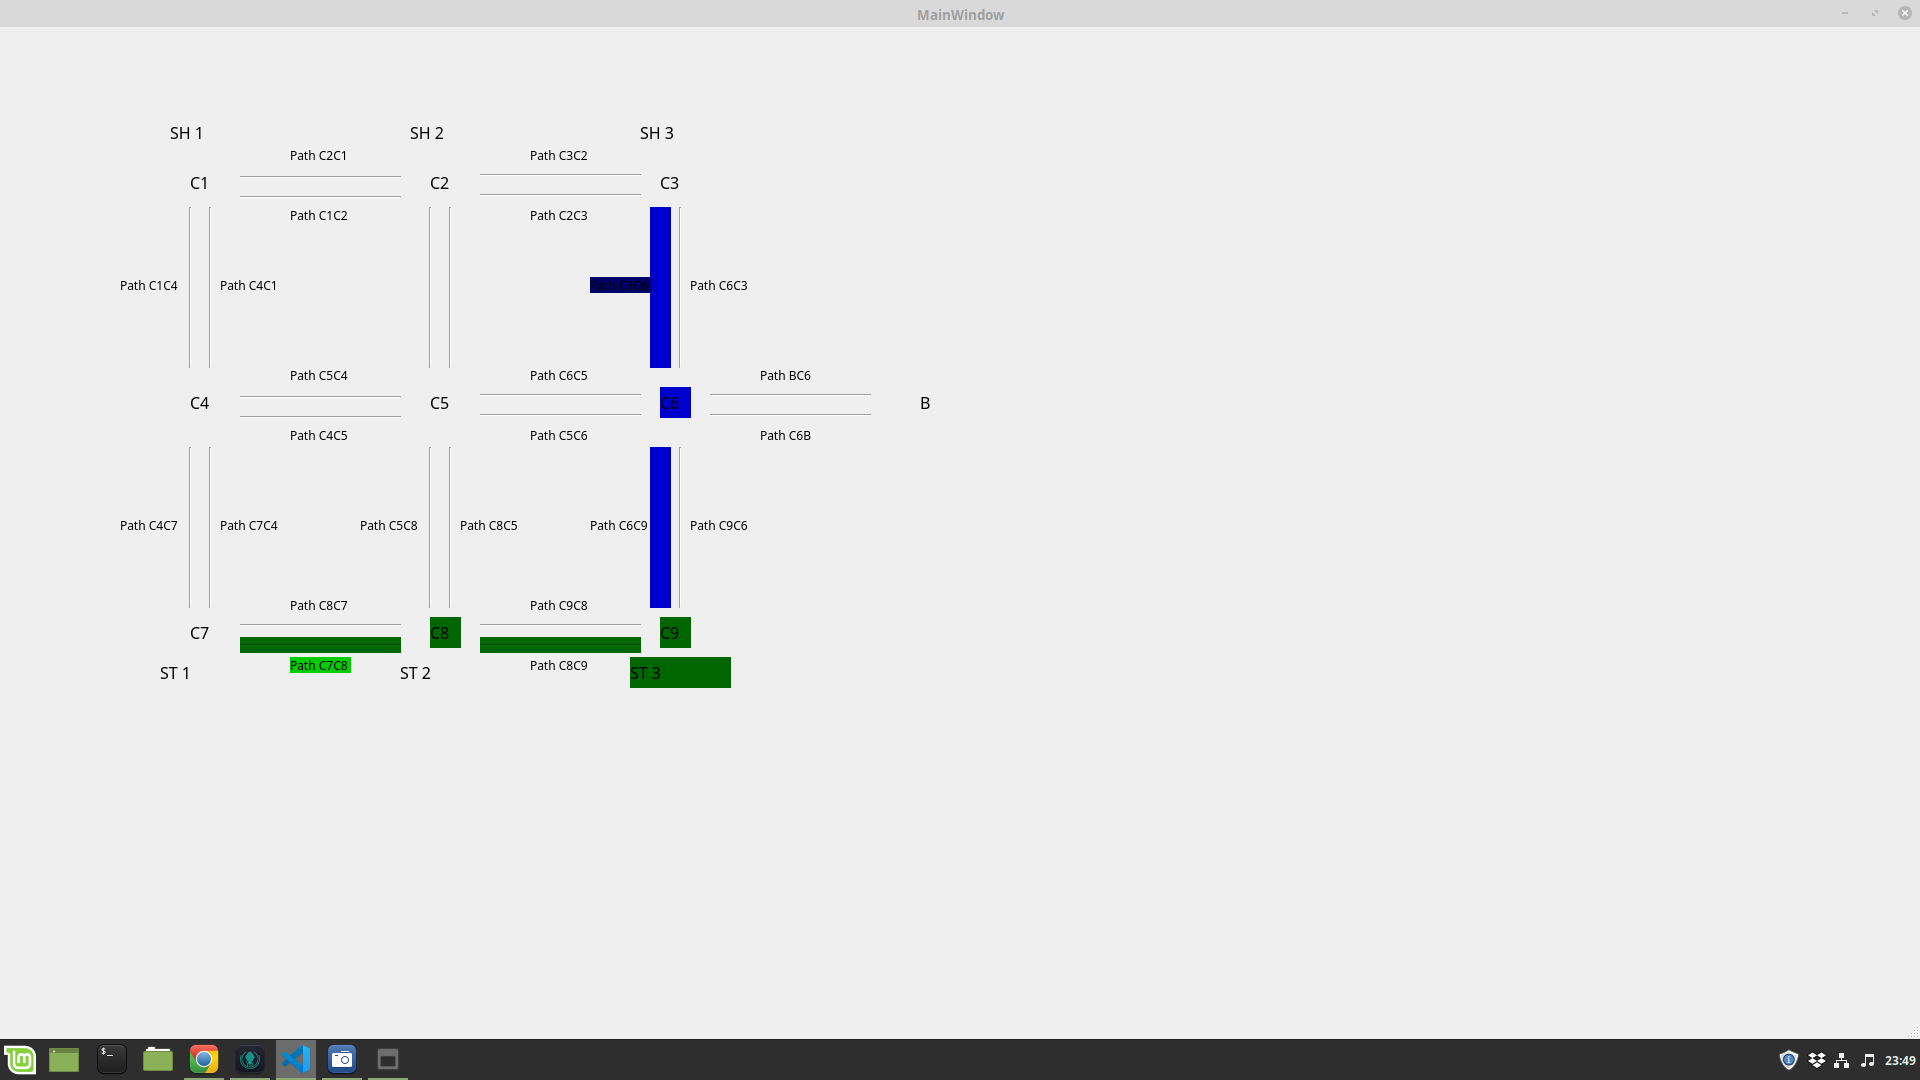 MainWindow
SH 1 SH 2 SH 3
Path C2C1 Path C3C2
C1 C2 C3
Path C1C2 Path C2C3
Path C1C4 Path C4C1 Path C6C3
Path C5C4 Path C6C5 Path BC6
C4 C5 C6 B
Path C4C5 Path C5C6 Path C6B
Path C4C7 Path C7C4 Path C5C8 Path C8C5 Path C6C9 Path C9C6
Path C8C7 Path C9C8
C7 C8 C9
Path C7C8 Path C8C9
ST 1 ST 2 ST 3
23:49